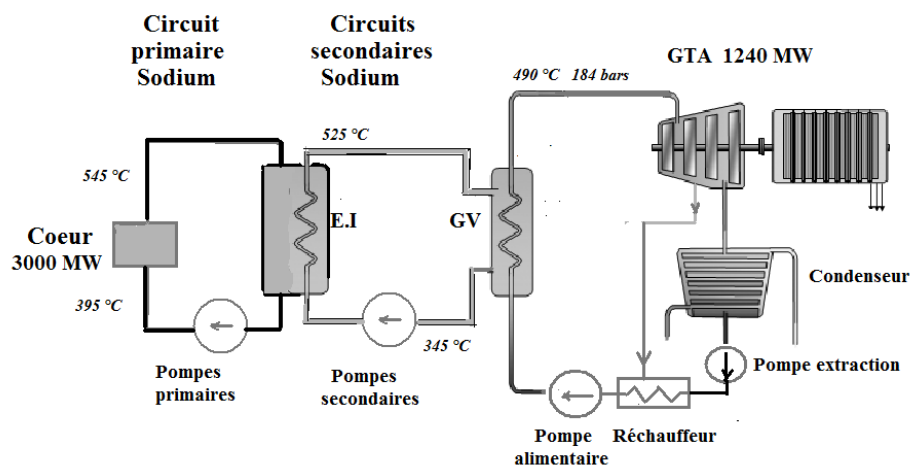 Circuit
primaire
Sodium
Circuits
secondaires
Sodium
GTA  1240 MW
490 °C   184 bars
525 °C
545 °C
E.I
GV
Coeur
3000 MW
Condenseur
395 °C
345 °C
Pompes
primaires
Pompes
secondaires
Pompe extraction
Pompe
alimentaire
Réchauffeur